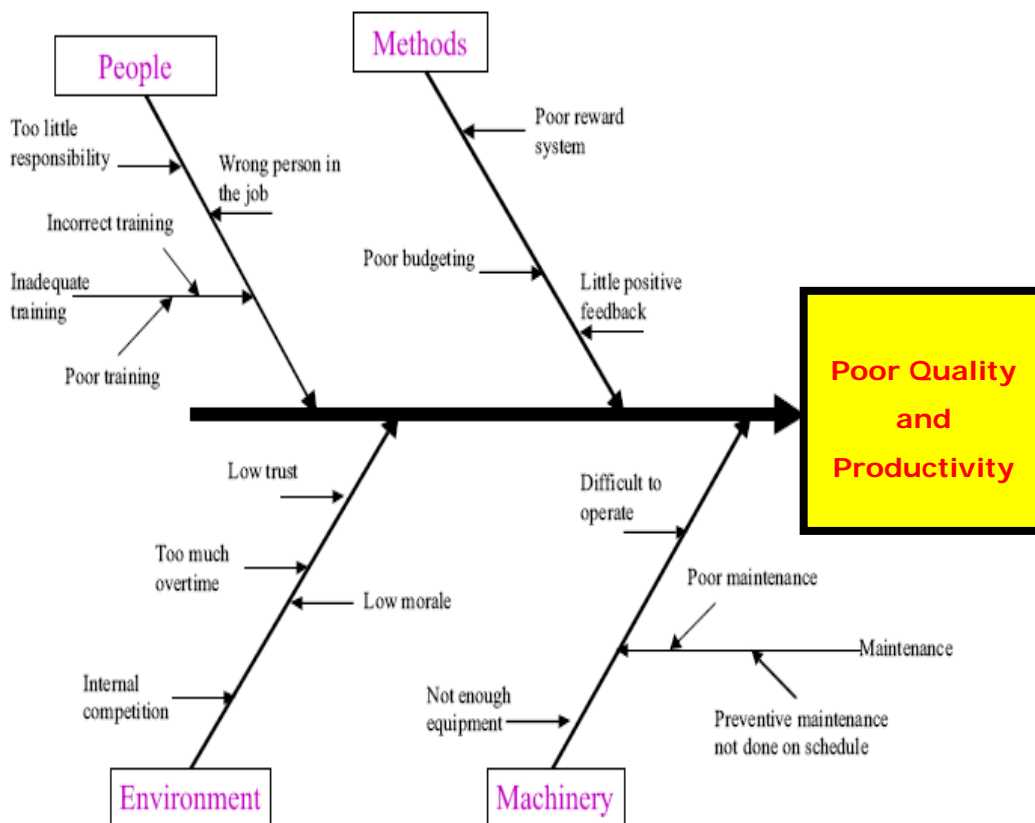 People
Methods
Too little
responsibility
Wrong person in
the job
Incorrect training
Inadequate
training
Poor training
Poor reward
system
Poor budgeting
Little positive
feedback
Poor Quality
and
Productivity
Low trust
Too much
overtime
Low morale
Internal
competition
Difficult to
operate
Poor maintenance
Maintenance
Not enough
equipment
Preventive maintenance
not done on schedule
Environment
Machinery